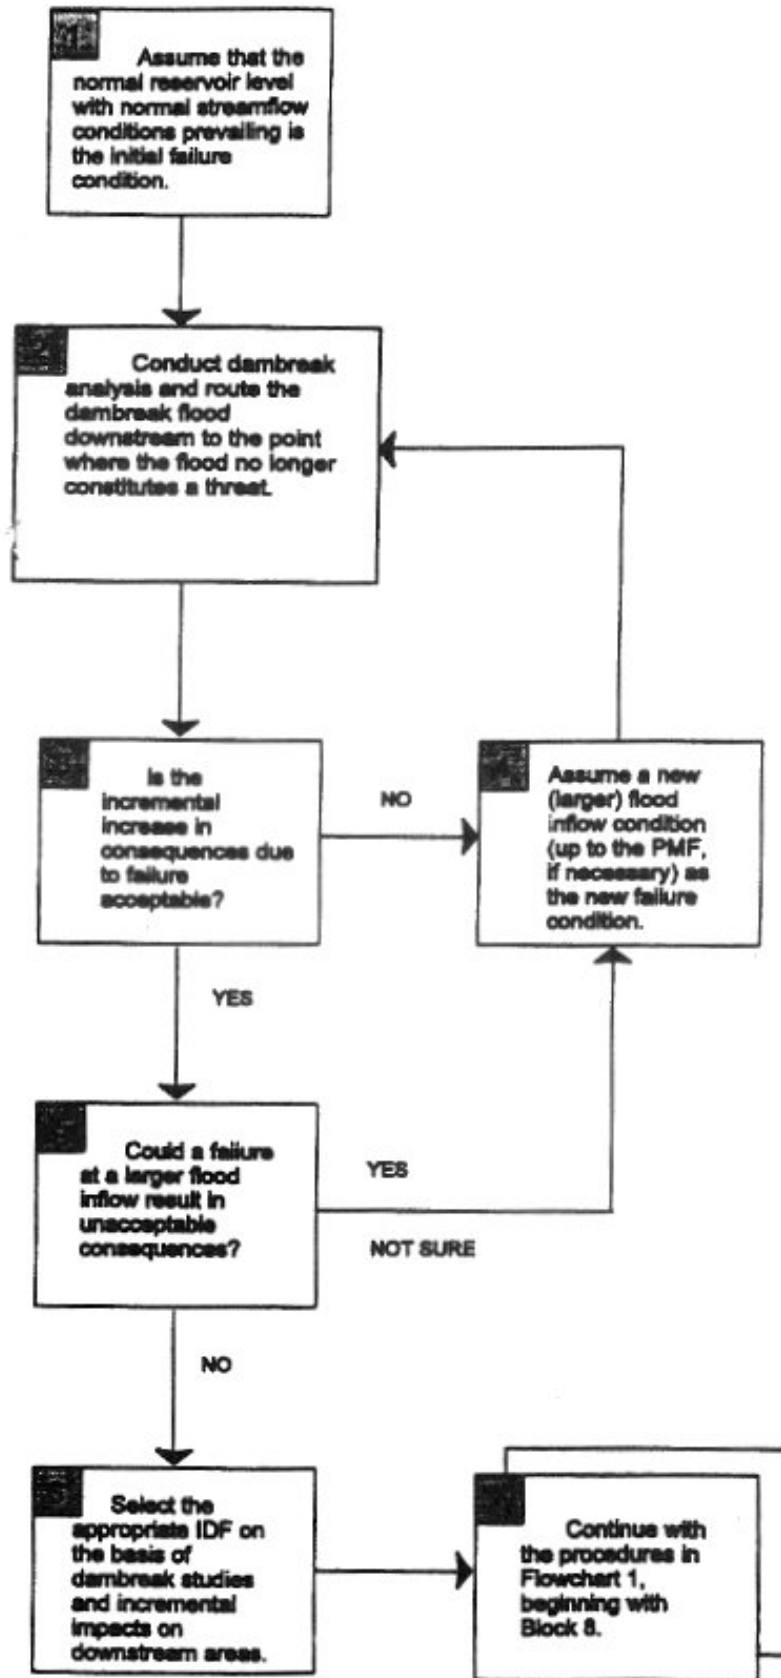 1
Assume that the
normal reservoir level
with normal streamflow
conditions prevailing is
the initial failure
condition.
Conduct dambreak
analysis and route the
dambreak flood
downstream to the point
where the flood no longer
constitutes a threat.
Is the
incremental
increase in
consequences due
to failure
acceptable?
NO
Assume a new
(larger) flood
inflow condition
(up to the PMF,
if necessary) as
the new failure
condition.
YES
Could a failure
at a larger flood
inflow result in
unacceptable
consequences?
YES
NOT SURE
NO
Select the
appropriate IDF on
the basis of
dambreak studies
and incremental
impacts on
downstream areas.
Continue with
the procedures in
Flowchart 1,
beginning with
Block 8.